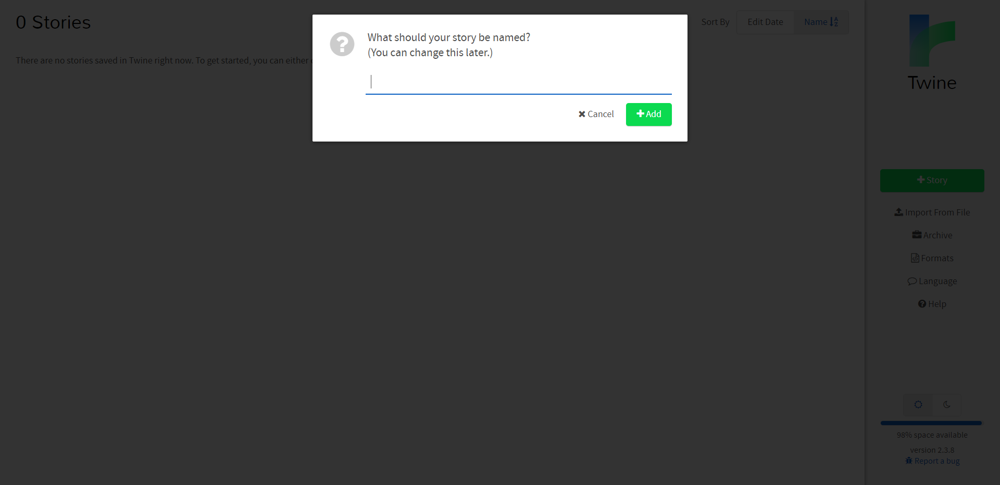 0 Stories
There are no stories saved in Twine right now. To get started, you can either
What should your story be named?
(You can change this later.)
Cancel
Add
Sort By
Edit Date
Name
Twine
Story
Import From File
Archive
Formats
Language
Help
98% space available
version 2.3.8
Report a bug